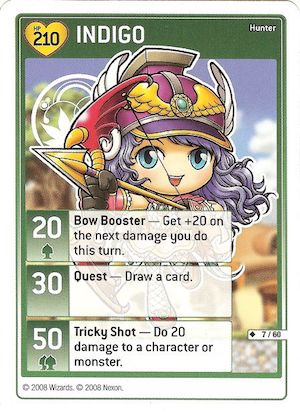 HP
210
INDIGO
Hunter
20
Bow Booster — Get +20 on
the next damage you do
this turn.
30
Quest — Draw a card.
50
Tricky Shot — Do 20
damage to a character or
monster.
◆ 7 / 60
© 2008 Wizards. © 2008 Nexon.